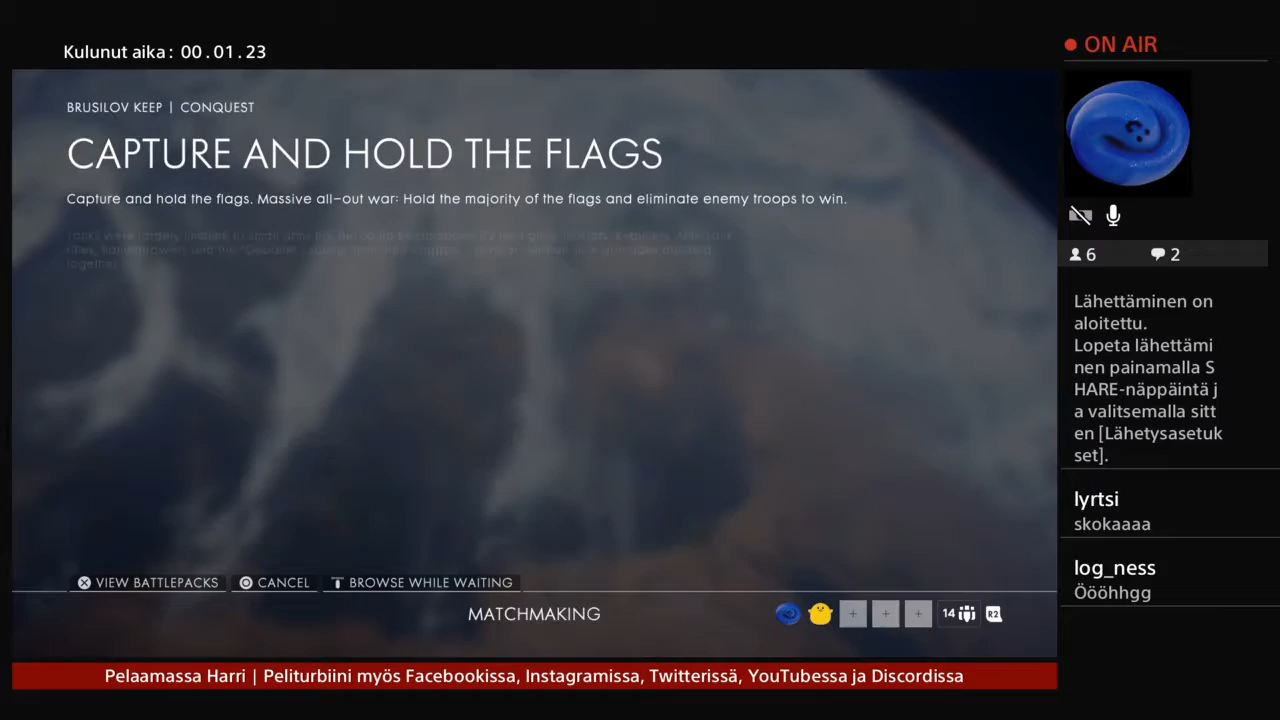 Kulunut aika: 00.01.23
ON AIR
BRUSILOV KEEP | CONQUEST
CAPTURE AND HOLD THE FLAGS
Capture and hold the flags. Massive all-out war: Hold the majority of the flags and eliminate enemy troops to win.
together
6
2
Lähettäminen on
aloitettu.
Lopeta lähettämi
nen painamalla S
HARE-näppäintä j
a valitsemalla sitt
en [Lähetysasetuk
set].
lyrtsi
skokaaaa
log_ness
Öööhhgg
VIEW BATTLEPACKS
CANCEL
BROWSE WHILE WAITING
MATCHMAKING
14
R2
Pelaamassa Harri | Peliturbiini myös Facebookissa, Instagramissa, Twitterissä, YouTubessa ja Discordissa